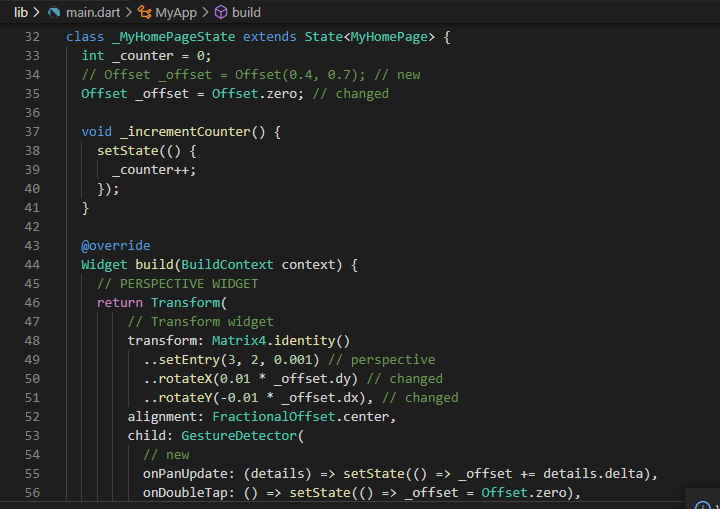 lib > main.dart > MyApp > build
32 class _MyHomePageState extends State<MyHomePage> {
33 int _counter = 0;
34 // Offset _offset = Offset(0.4, 0.7); // new
35 Offset _offset = Offset.zero; // changed
36
37 void _incrementCounter() {
38 setState(() {
39 _counter++;
40 });
41 }
42
43 @override
44 Widget build(BuildContext context) {
45 // PERSPECTIVE WIDGET
46 return Transform(
47 // Transform widget
48 transform: Matrix4.identity()
49 ..setEntry(3, 2, 0.001) // perspective
50 ..rotateX(0.01 * _offset.dy) // changed
51 ..rotateY(-0.01 * _offset.dx), // changed
52 alignment: FractionalOffset.center,
53 child: GestureDetector(
54 // new
55 onPanUpdate: (details) => setState(() => _offset += details.delta),
56 onDoubleTap: () => setState(() => _offset = Offset.zero),